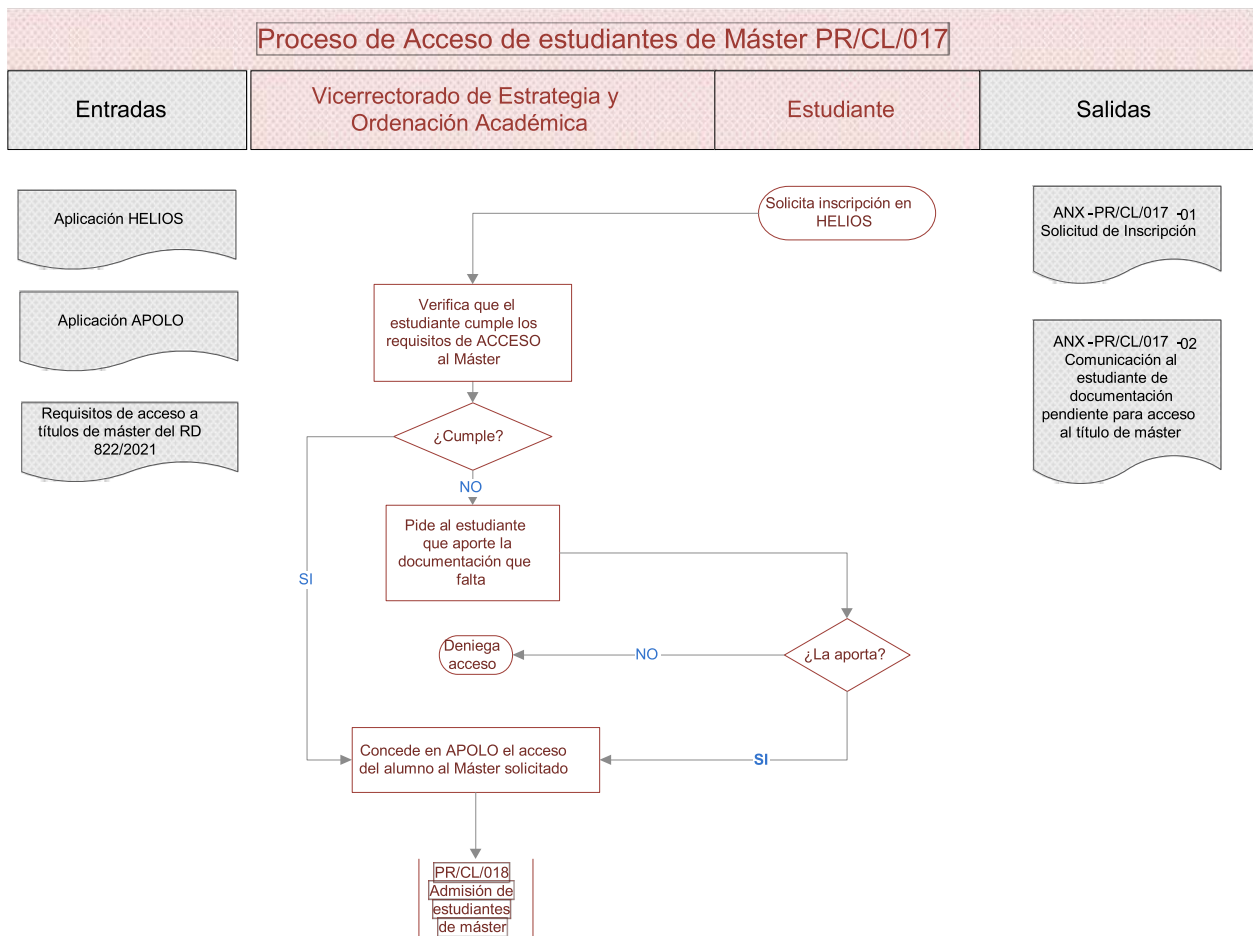 Proceso de Acceso de estudiantes de Máster PR/CL/017
Entradas
Vicerrectorado de Estrategia y
Ordenación Académica
Estudiante
Salidas
Aplicación HELIOS
Aplicación APOLO
Requisitos de acceso a
títulos de máster del RD
822/2021
Solicita inscripción en
HELIOS
Verifica que el
estudiante cumple los
requisitos de ACCESO
al Máster
¿Cumple?
NO
SI
Pide al estudiante
que aporte la
documentación que
falta
¿La aporta?
NO
Deniega
acceso
SI
Concede en APOLO el acceso
del alumno al Máster solicitado
PR/CL/018
Admisión de
estudiantes
de máster
ANX-PR/CL/017 -01
Solicitud de Inscripción
ANX-PR/CL/017 -02
Comunicación al
estudiante de
documentación
pendiente para acceso
al título de máster